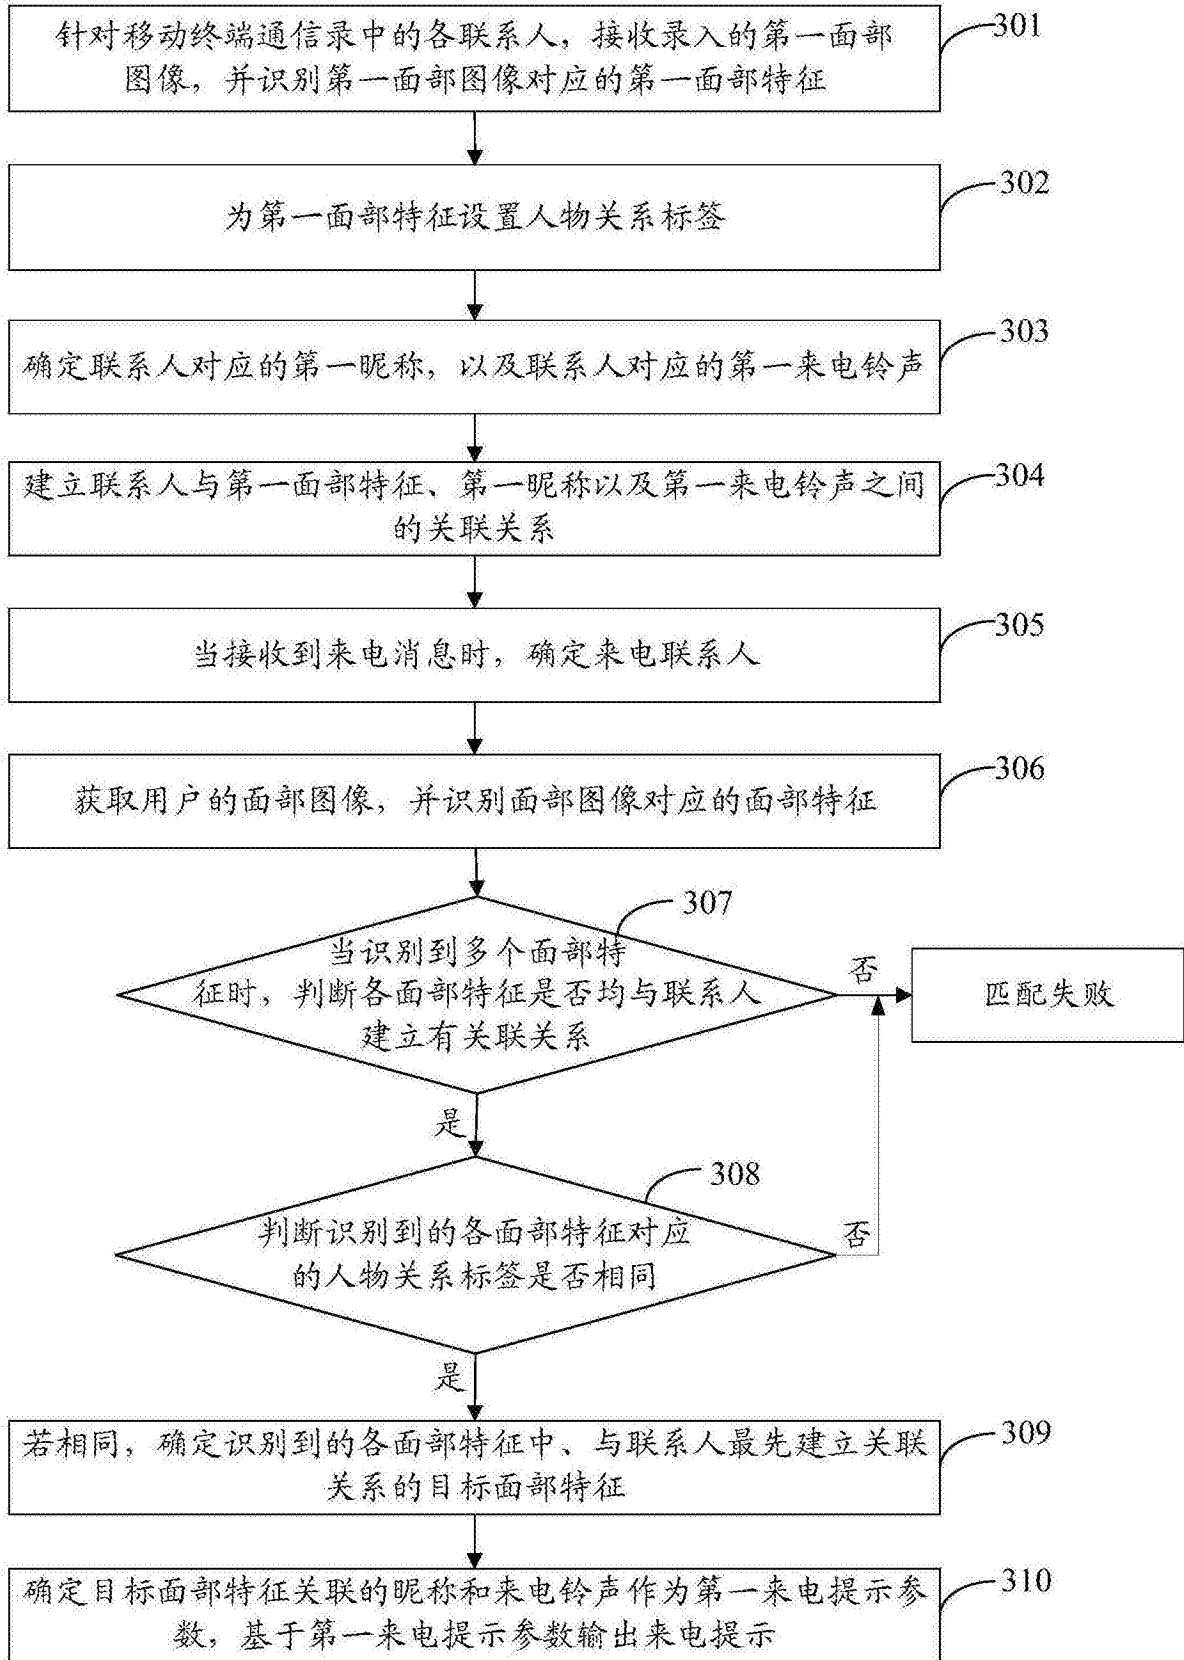 针对移动终端通信录中的各联系人，接收录入的第一面部
图像，并识别第一面部图像对应的第一面部特征
301
为第一面部特征设置人物关系标签
302
确定联系人对应的第一昵称，以及联系人对应的第一来电铃声
303
建立联系人与第一面部特征、第一昵称以及第一来电铃声之间
的关联关系
304
当接收到来电消息时，确定来电联系人
305
获取用户的面部图像，并识别面部图像对应的面部特征
306
307
当识别到多个面部特
征时，判断各面部特征是否均与联系人
建立有关联关系
否
匹配失败
是
308
判断识别到的各面部特征对应
的人物关系标签是否相同
否
是
若相同，确定识别到的各面部特征中、与联系人最先建立关联
关系的目标面部特征
309
确定目标面部特征关联的昵称和来电铃声作为第一来电提示参
数，基于第一来电提示参数输出来电提示
310